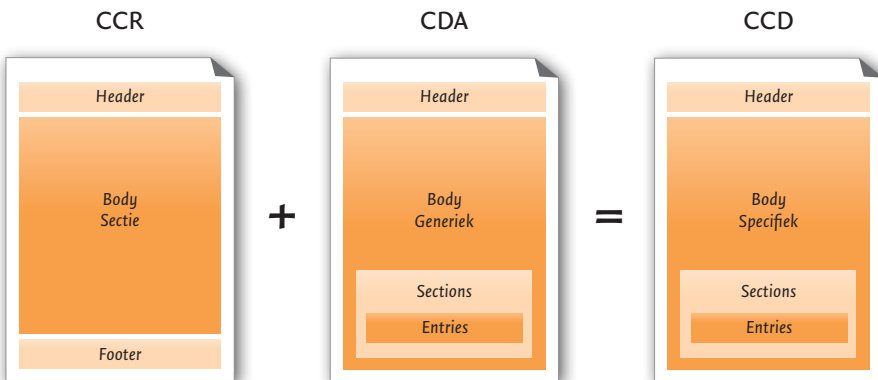 CCR
Header
Body
Sectie
Footer
+
CDA
Header
Body
Generiek
Sections
Entries
=
CCD
Header
Body
Specifiek
Sections
Entries